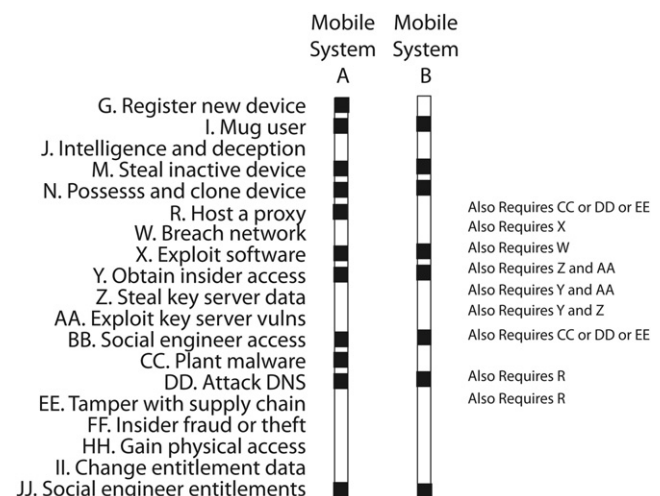 Mobile Mobile
System System
A B
G. Register new device
I. Mug user
J. Intelligence and deception
M. Steal inactive device
N. Possesss and clone device
R. Host a proxy Also Requires CC or DD or EE
W. Breach network Also Requires X
X. Exploit software Also Requires W
Y. Obtain insider access Also Requires Z and AA
Z. Steal key server data Also Requires Y and AA
AA. Exploit key server vulns Also Requires Y and Z
BB. Social engineer access Also Requires CC or DD or EE
CC. Plant malware
DD. Attack DNS Also Requires R
EE. Tamper with supply chain Also Requires R
FF. Insider fraud or theft
HH. Gain physical access
II. Change entitlement data
JJ. Social engineer entitlements